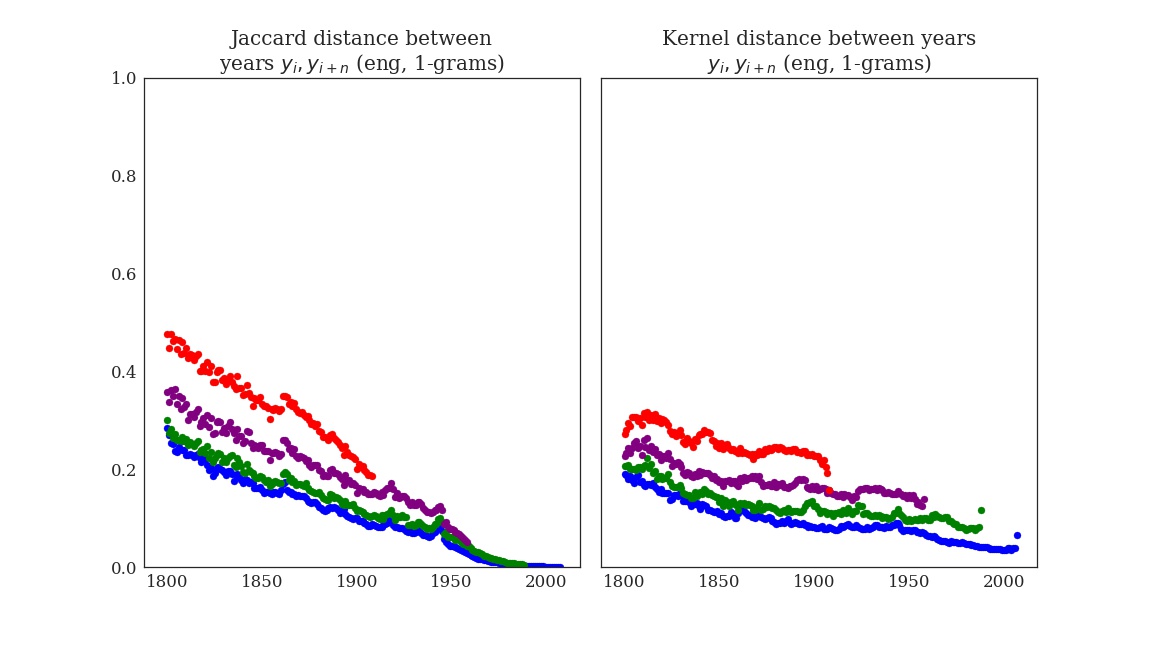 Jaccard distance between
years $y_i, y_{i+n}$ (eng, 1-grams)
Kernel distance between years
$y_i, y_{i+n}$ (eng, 1-grams)
1.0
0.8
0.6
0.4
0.2
0.0
1800 1850 1900 1950 2000
1800 1850 1900 1950 2000